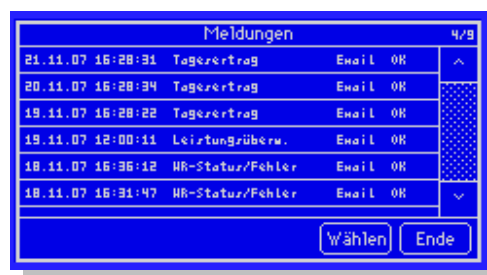 Meldungen 4/9
21.11.07 16:28:31 Tagesertrag Email OK
20.11.07 16:28:34 Tagesertrag Email OK
19.11.07 16:28:22 Tagesertrag Email OK
19.11.07 12:00:11 Leistungsüberw. Email OK
18.11.07 16:36:12 WR-Status/Fehler Email OK
18.11.07 16:31:47 WR-Status/Fehler Email OK
Wählen Ende